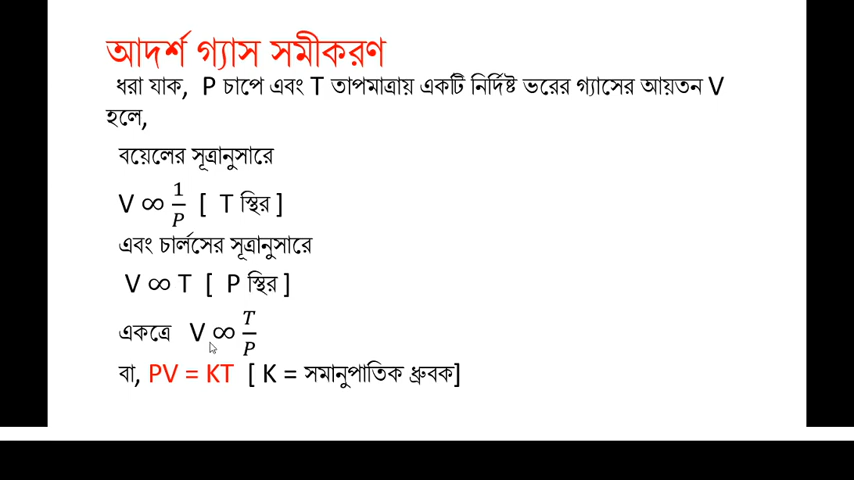 আদর্শ গ্যাস সমীকরণ
ধরা যাক, P চাপে এবং T তাপমাত্রায় একটি নির্দিষ্ট ভরের গ্যাসের আয়তন V
হলে,
বয়েলের সূত্রানুসারে
V ∞ 1/P [ T স্থির ]
এবং চার্লসের সূত্রানুসারে
V ∞ T [ P স্থির ]
একত্রে V ∞ T/P
বা, PV = KT [ K = সমানুপাতিক ধ্রুবক]